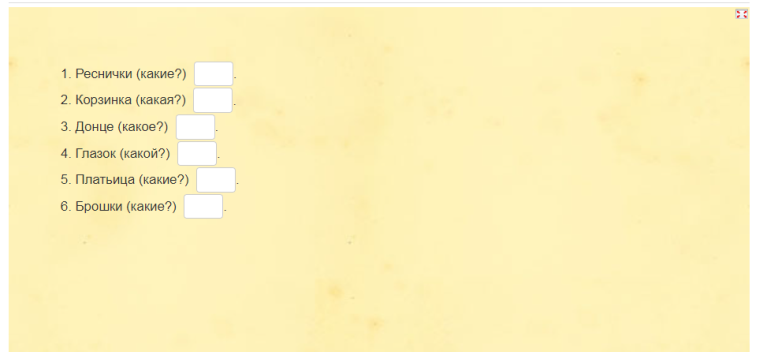 1. Реснички (какие?) .
2. Корзинка (какая?) .
3. Донце (какое?) .
4. Глазок (какой?) .
5. Платьица (какие?) .
6. Брошки (какие?) .